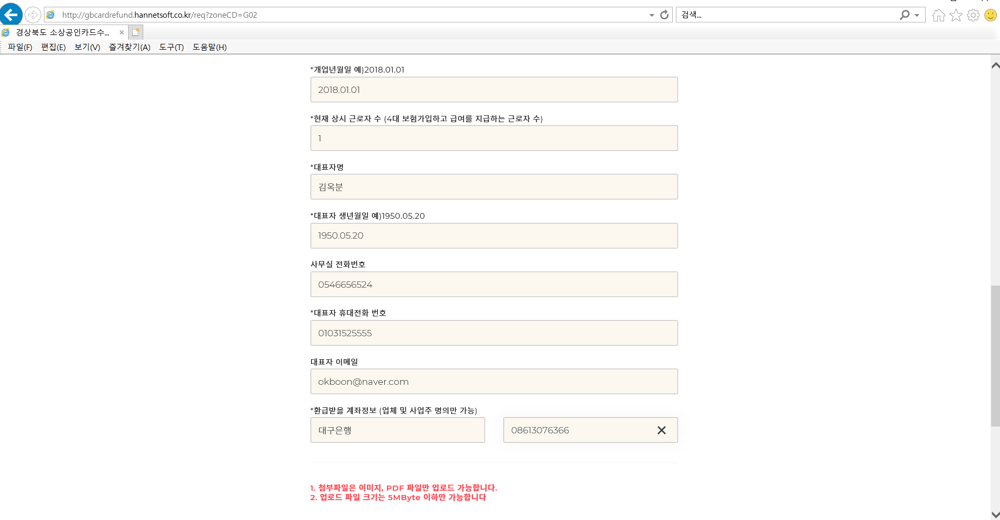 http://gbcardrefund.hannetsoft.co.kr/req?zoneCD=G02
검색...
경상북도 소상공인카드수...
파일(F) 편집(E) 보기(V) 즐겨찾기(A) 도구(T) 도움말(H)
*개업년월일 예)2018.01.01
2018.01.01
*현재 상시 근로자 수 (4대 보험가입하고 급여를 지급하는 근로자 수)
1
*대표자명
김옥분
*대표자 생년월일 예)1950.05.20
1950.05.20
사무실 전화번호
0546656524
*대표자 휴대전화 번호
01031525555
대표자 이메일
okboon@naver.com
*환급받을 계좌정보 (업체 및 사업주 명의만 가능)
대구은행
08613076366
1. 첨부파일은 이미지, PDF 파일만 업로드 가능합니다.
2. 업로드 파일 크기는 5MByte 이하만 가능합니다